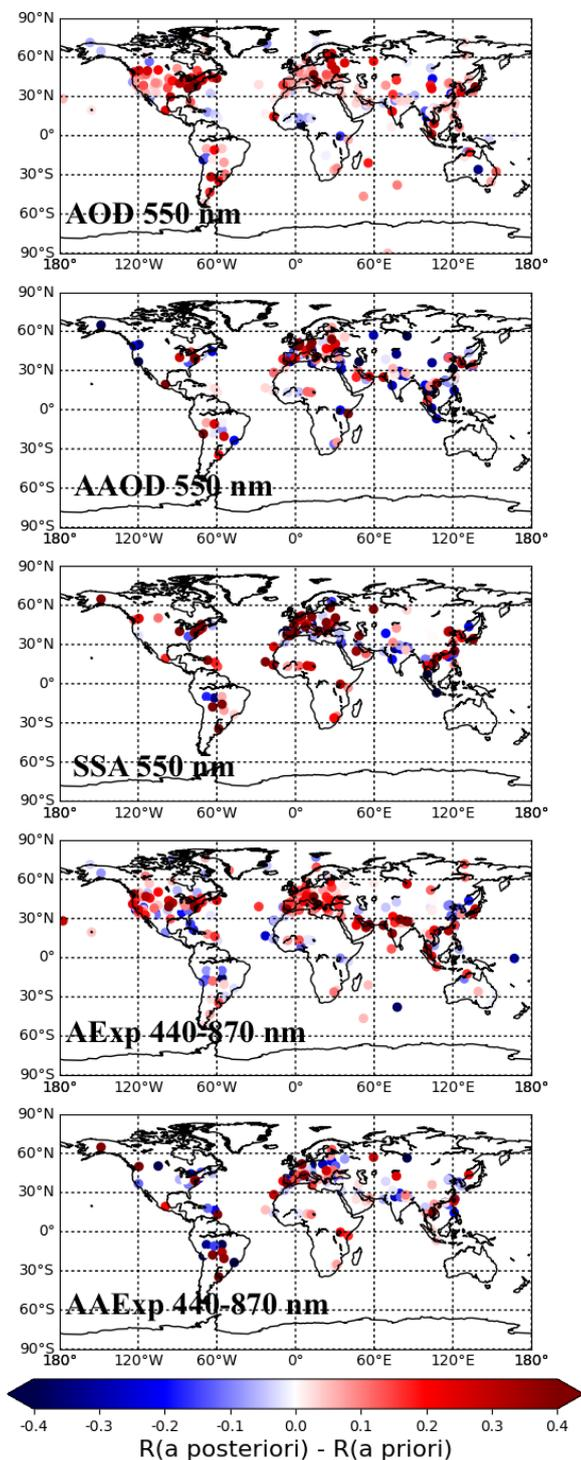 90°N
60°N
30°N
0°
30°S
60°S
AOD 550 nm
90°S
180° 120°W 60°W 0° 60°E 120°E 180°
90°N
60°N
30°N
0°
30°S
60°S
AAOD 550 nm
90°S
180° 120°W 60°W 0° 60°E 120°E 180°
90°N
60°N
30°N
0°
30°S
60°S
SSA 550 nm
90°S
180° 120°W 60°W 0° 60°E 120°E 180°
90°N
60°N
30°N
0°
30°S
60°S
AExp 440-870 nm
90°S
180° 120°W 60°W 0° 60°E 120°E 180°
90°N
60°N
30°N
0°
30°S
60°S
AAExp 440-870 nm
90°S
180° 120°W 60°W 0° 60°E 120°E 180°
-0.4 -0.3 -0.2 -0.1 0.0 0.1 0.2 0.3 0.4
R(a posteriori) - R(a priori)